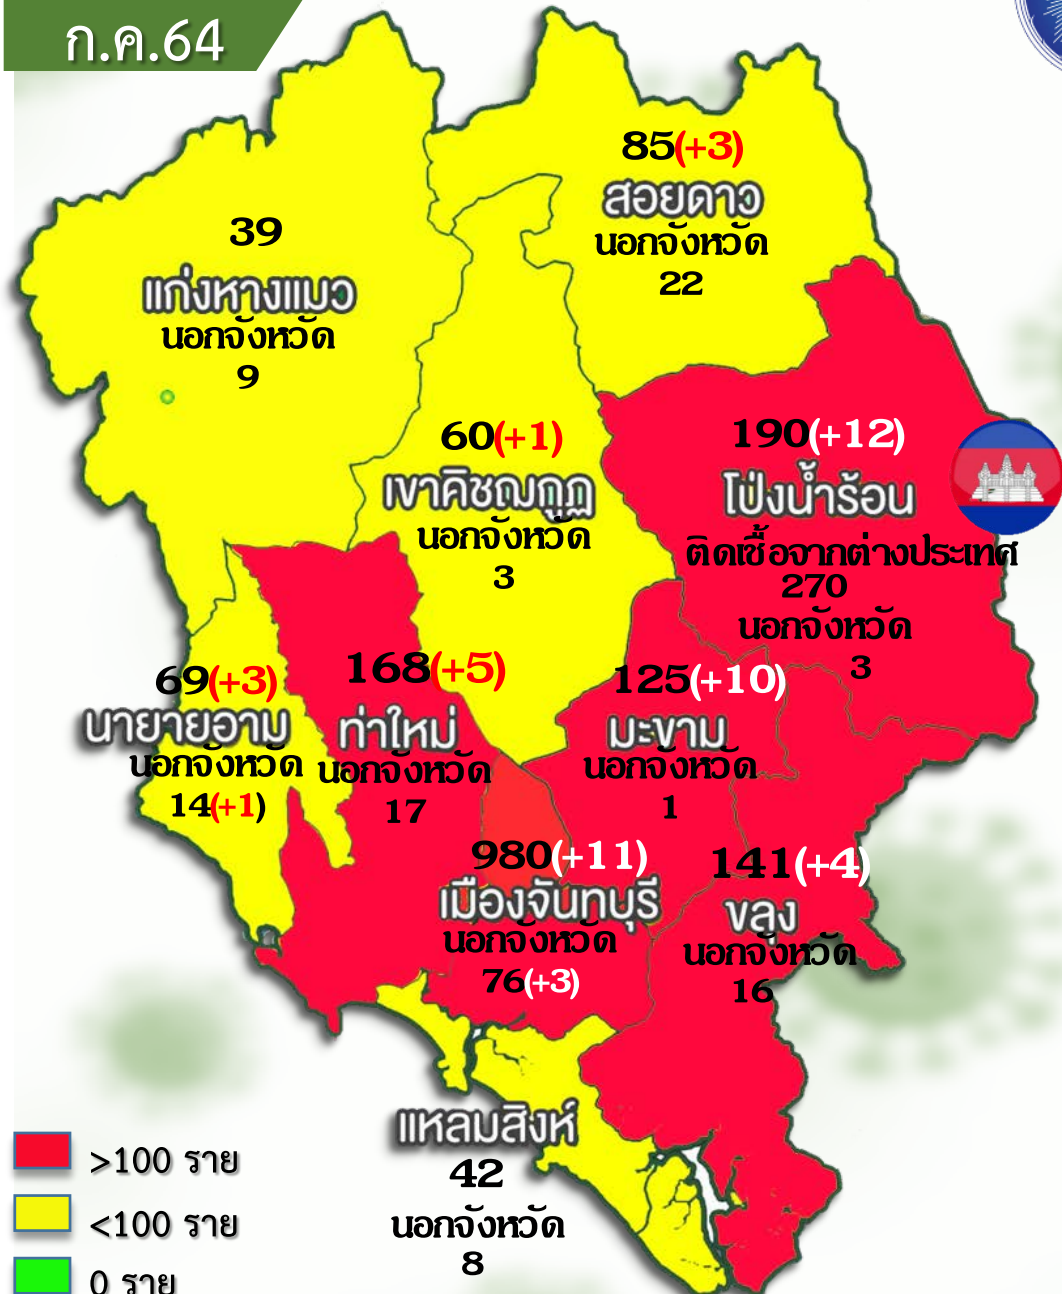 ก.ค.64
85(+3)
สอยดาว
นอกจังหวัด
22
39
แก่งหางแมว
นอกจังหวัด
9
60(+1)
เขาคิชฌกูฏ
นอกจังหวัด
3
190(+12)
โป่งน้ำร้อน
ติดเชื้อจากต่างประเทศ
270
นอกจังหวัด
3
69(+3)
นายายอาม
นอกจังหวัด
14(+1)
168(+5)
ท่าใหม่
นอกจังหวัด
17
125(+10)
มะขาม
นอกจังหวัด
1
980(+11)
เมืองจันทบุรี
นอกจังหวัด
76(+3)
141(+4)
ขลุง
นอกจังหวัด
16
แหลมสิงห์
42
นอกจังหวัด
8
>100 ราย
<100 ราย
0 ราย